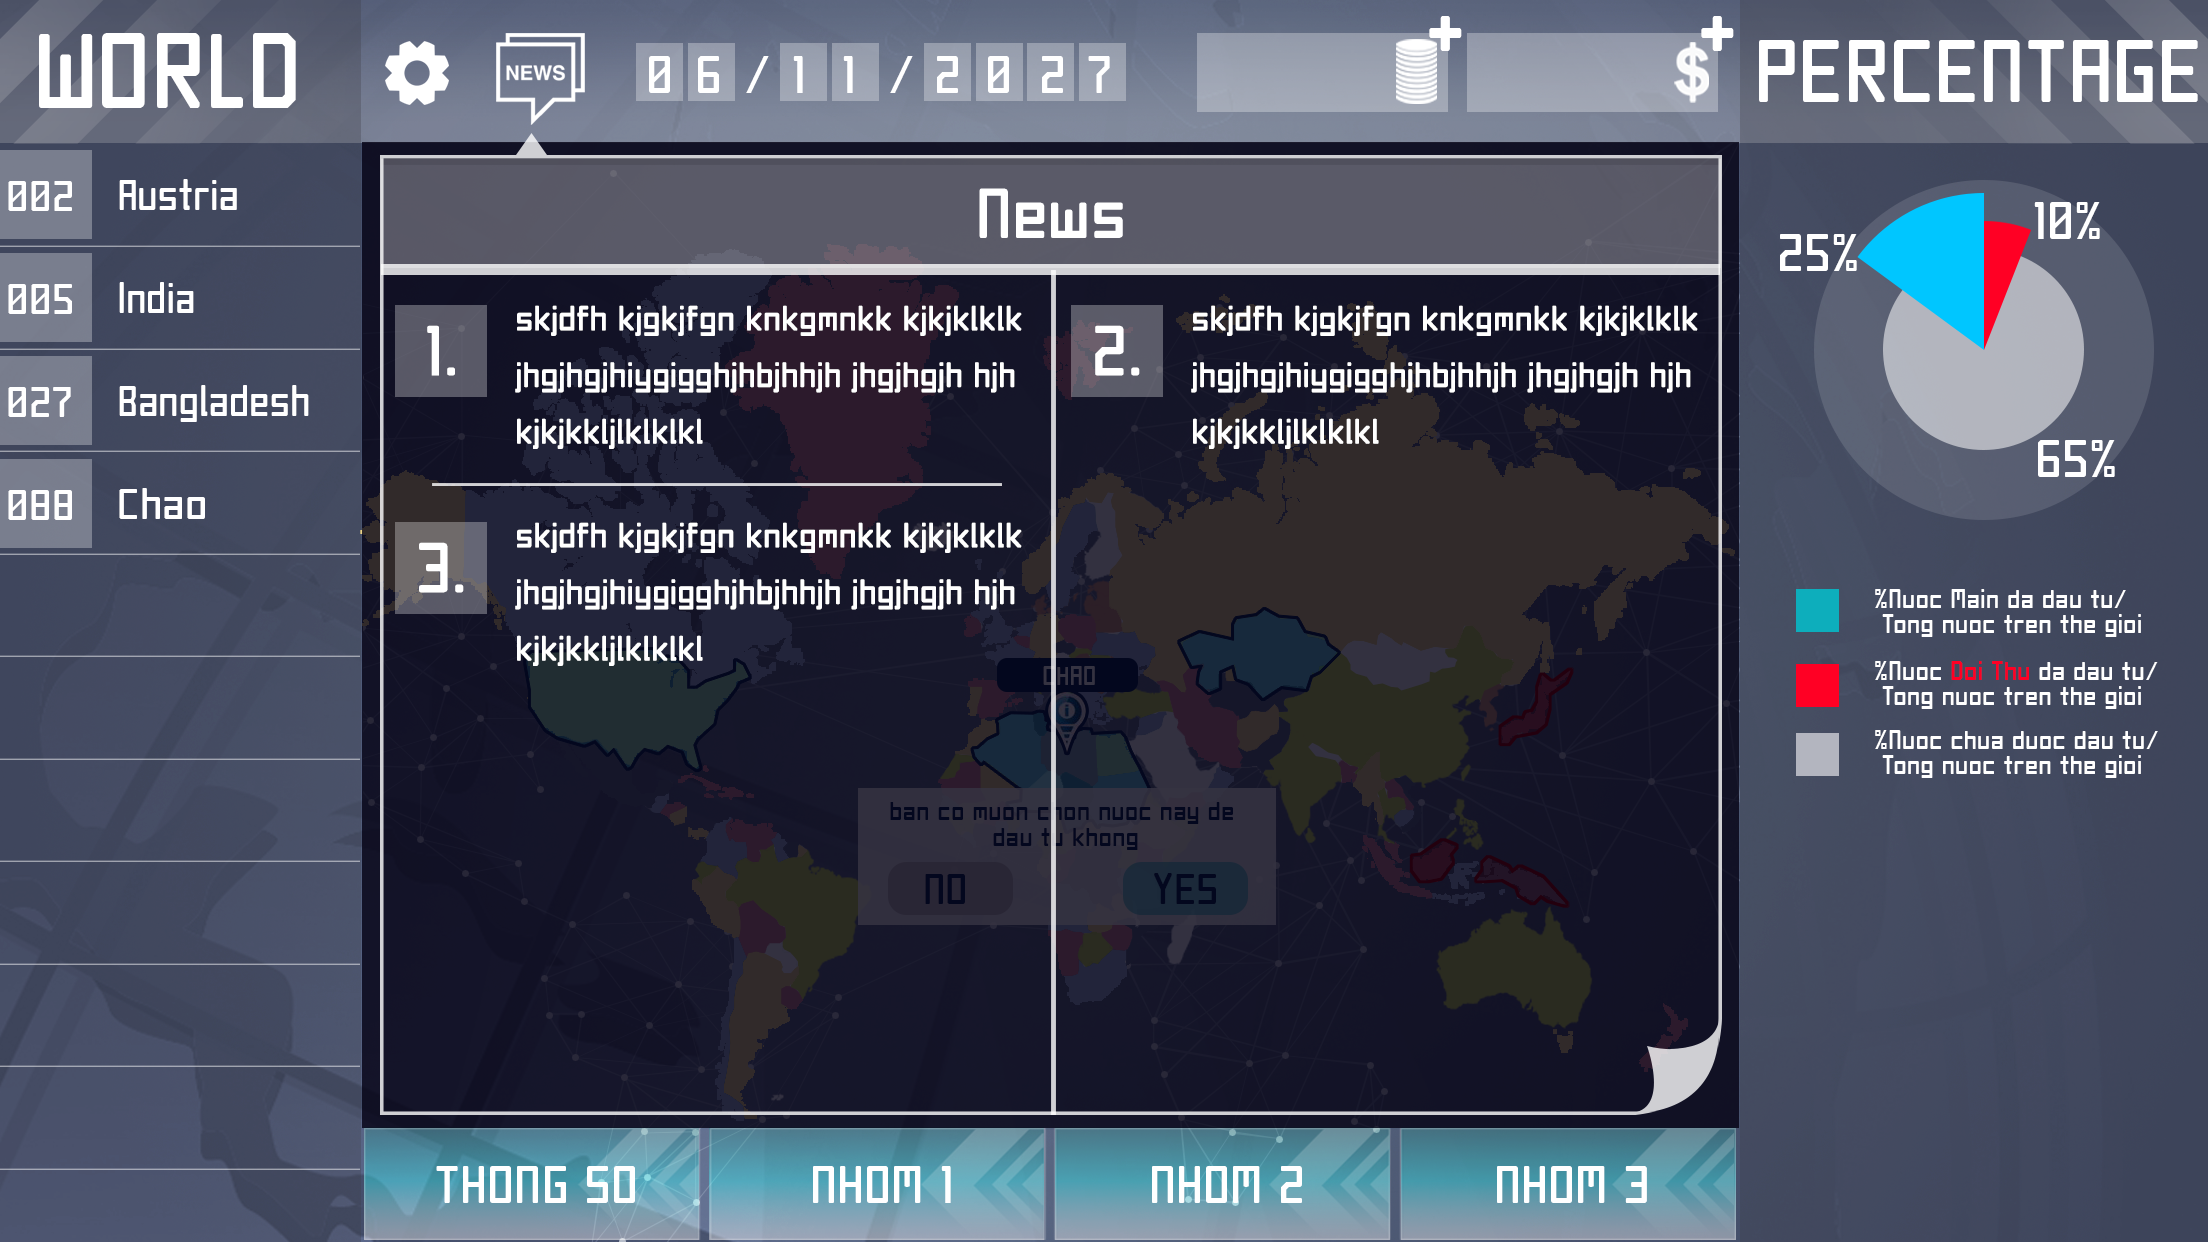 WORLD
NEWS
06/11/2027
$
PERCENTAGE
002 Austria
005 India
027 Bangladesh
088 Chao
News
1.
skjdfh kjgkjfgn knkgmnkk kjkjklklk
jhgjhgjhiygigghjhbjhhjh jhgjhgjh hjh
kjkjkkljlklklkl
2.
skjdfh kjgkjfgn knkgmnkk kjkjklklk
jhgjhgjhiygigghjhbjhhjh jhgjhgjh hjh
kjkjkkljlklklkl
3.
skjdfh kjgkjfgn knkgmnkk kjkjklklk
jhgjhgjhiygigghjhbjhhjh jhgjhgjh hjh
kjkjkkljlklklkl
CHAO
ban co muon chon nuoc nay de
dau tu khong
NO
YES
25%
10%
65%
%Nuoc Main da dau tu/
Tong nuoc tren the gioi
%Nuoc Doi Thu da dau tu/
Tong nuoc tren the gioi
%Nuoc chua duoc dau tu/
Tong nuoc tren the gioi
THONG SO
NHOM 1
NHOM 2
NHOM 3